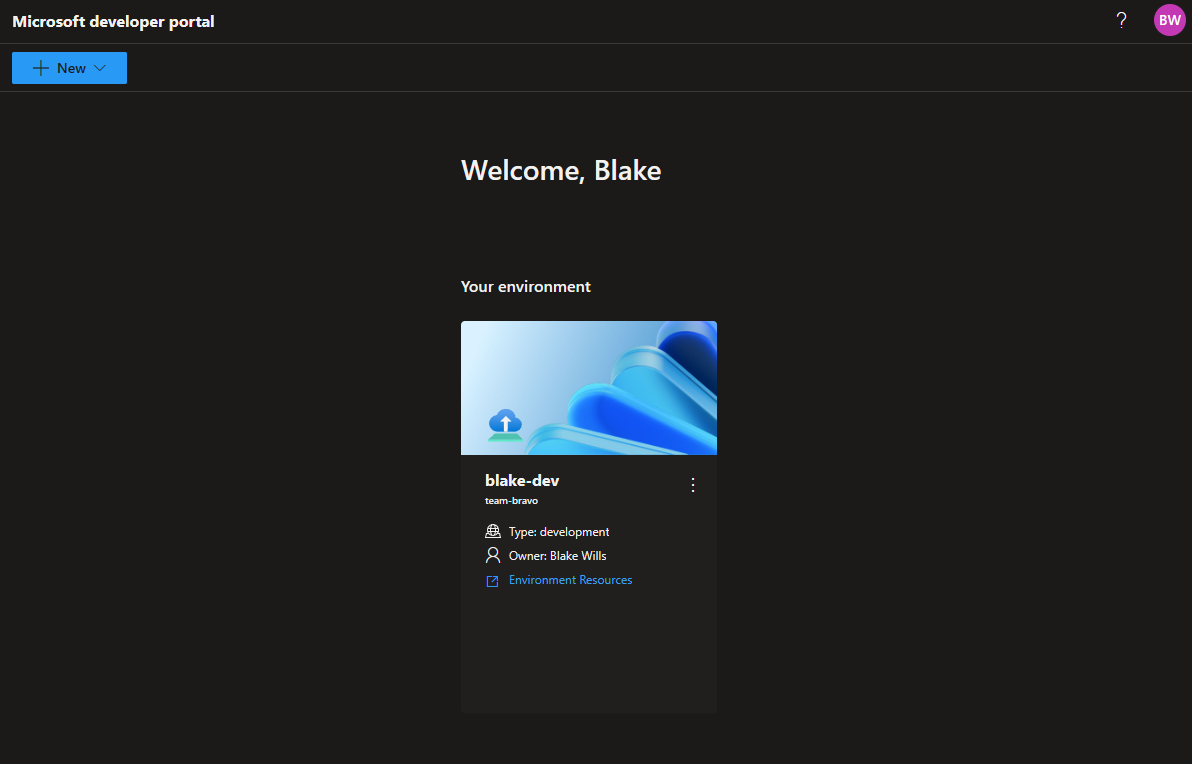 Microsoft developer portal
?
BW
New
Welcome, Blake
Your environment
blake-dev
team-bravo
Type: development
Owner: Blake Wills
Environment Resources